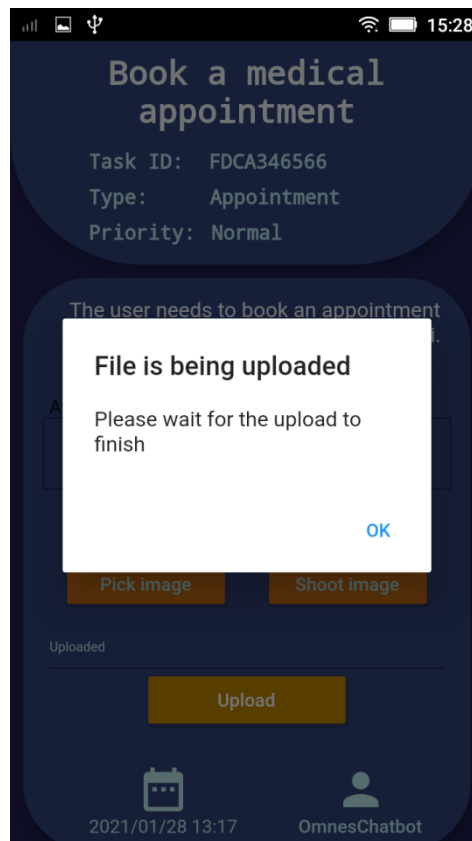 15:28
Book a medical
appointment
Task ID: FDCA346566
Type: Appointment
Priority: Normal
The user needs to book an appointment
i.
A
File is being uploaded
Please wait for the upload to
finish
OK
Pick image
Shoot image
Uploaded
Upload
2021/01/28 13:17
OmnesChatbot